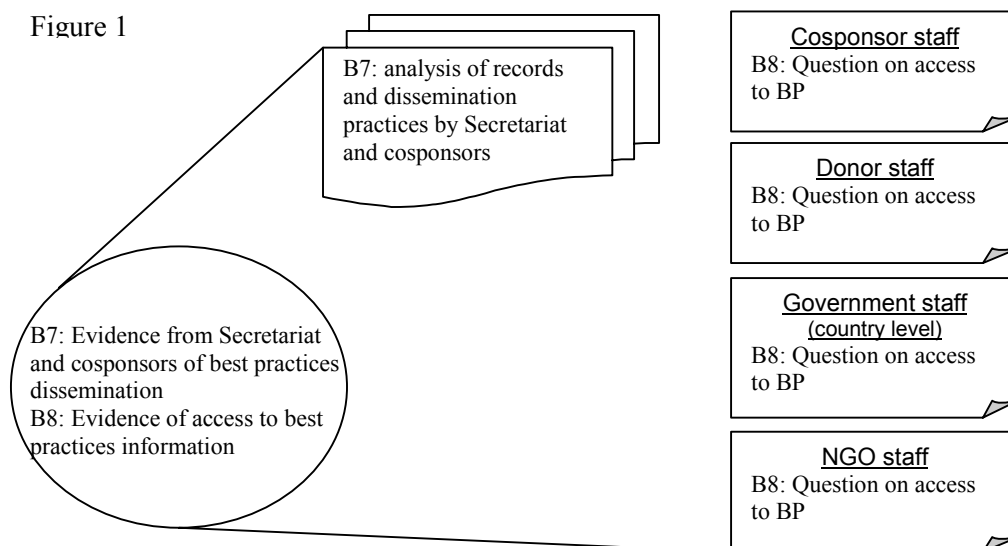 Figure 1
B7: analysis of records
and dissemination
practices by Secretariat
and cosponsors
B7: Evidence from Secretariat
and cosponsors of best practices
dissemination
B8: Evidence of access to best
practices information
Cosponsor staff
B8: Question on access
to BP
Donor staff
B8: Question on access
to BP
Government staff
(country level)
B8: Question on access
to BP
NGO staff
B8: Question on access
to BP